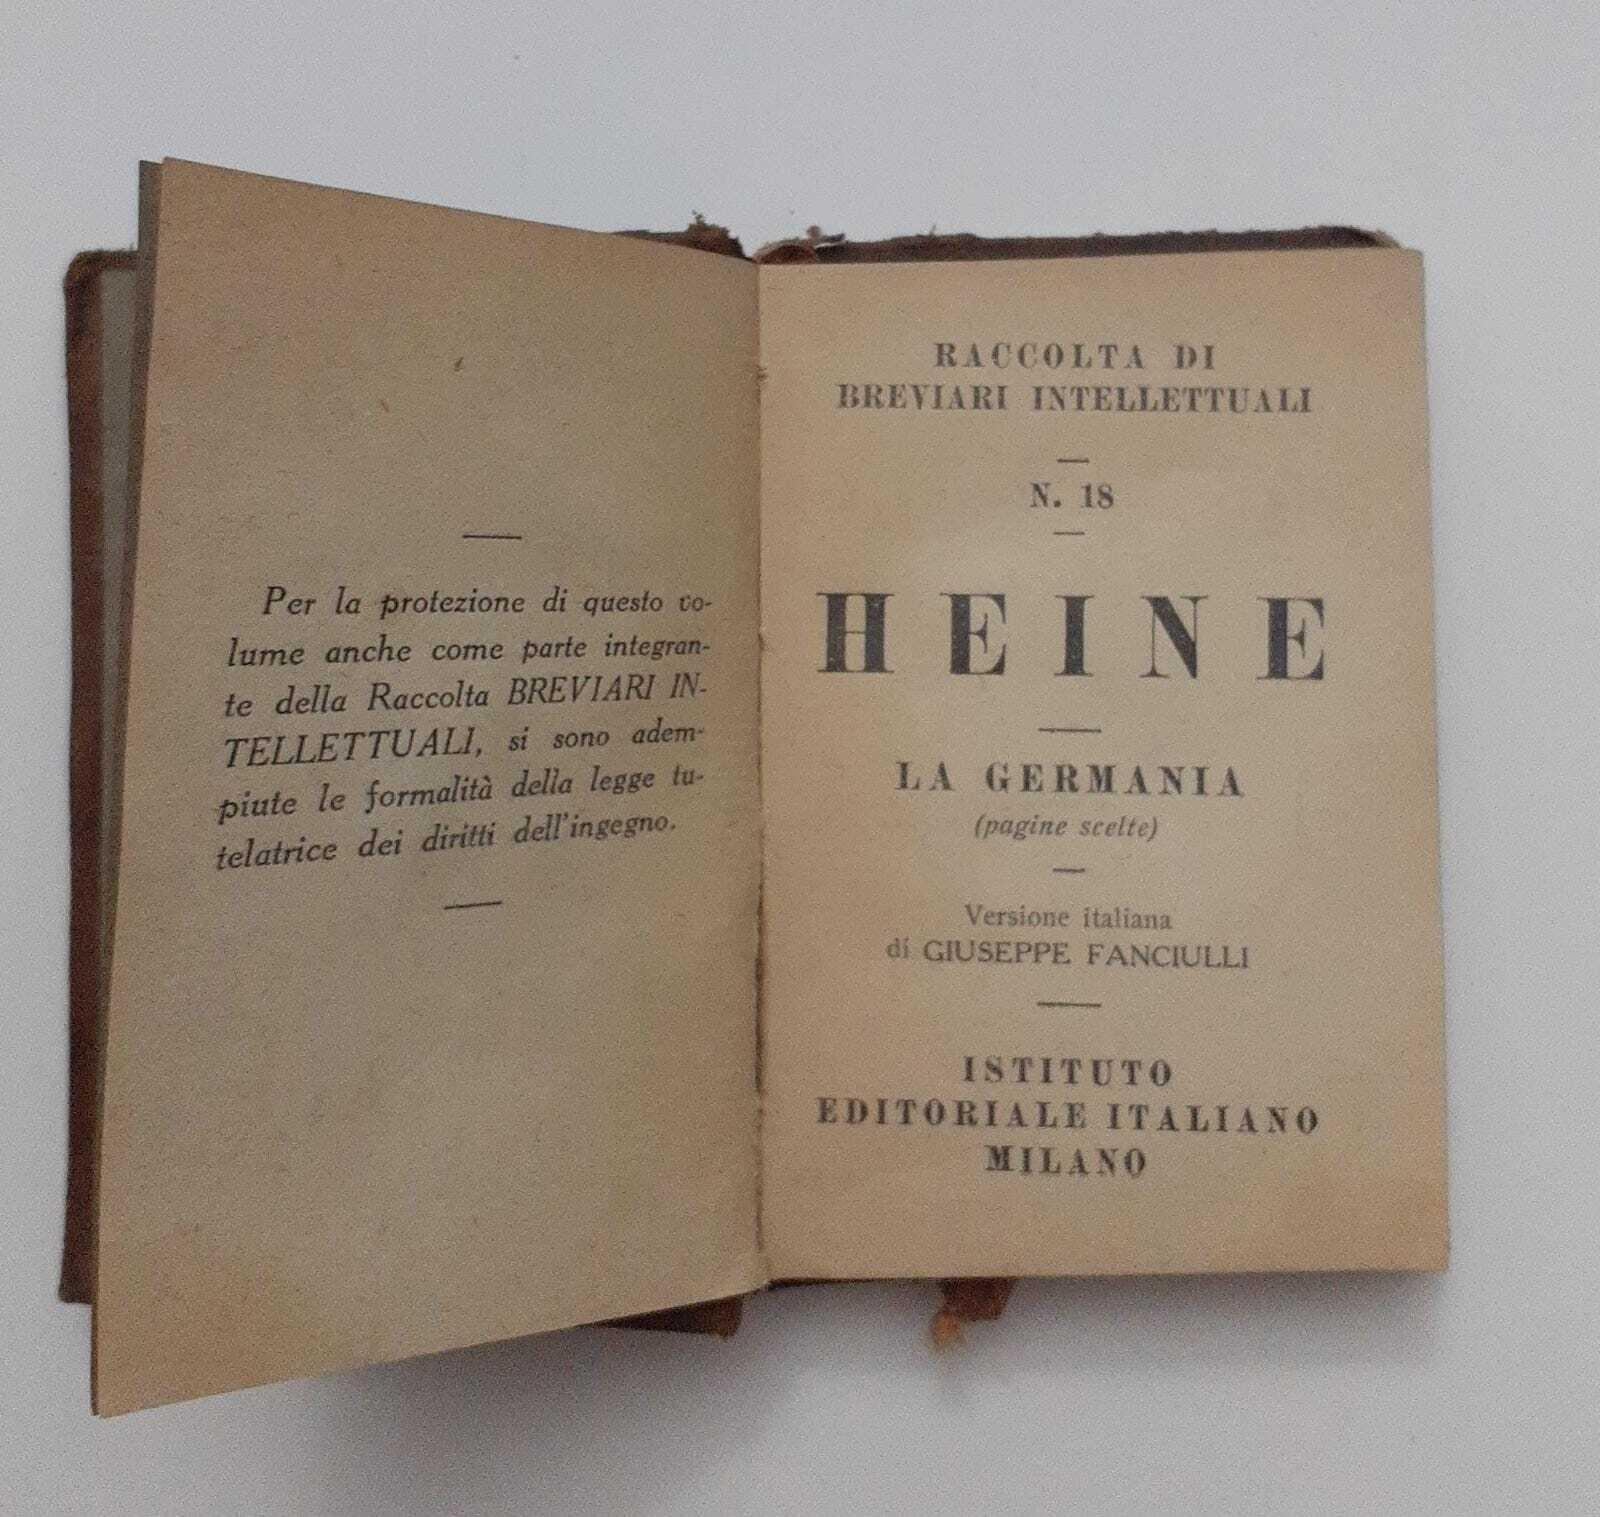 Per la protezione di questo vo-
lume anche come parte integran-
te della Raccolta BREVIARI IN-
TELLETTUALI, si sono adem-
piute le formalità della legge tu-
telatrice dei diritti dell'ingegno.
RACCOLTA DI
BREVIARI INTELLETTUALI
N. 18
HEINE
LA GERMANIA
(pagine scelte)
Versione italiana
di GIUSEPPE FANCIULLI
ISTITUTO
EDITORIALE ITALIANO
MILANO